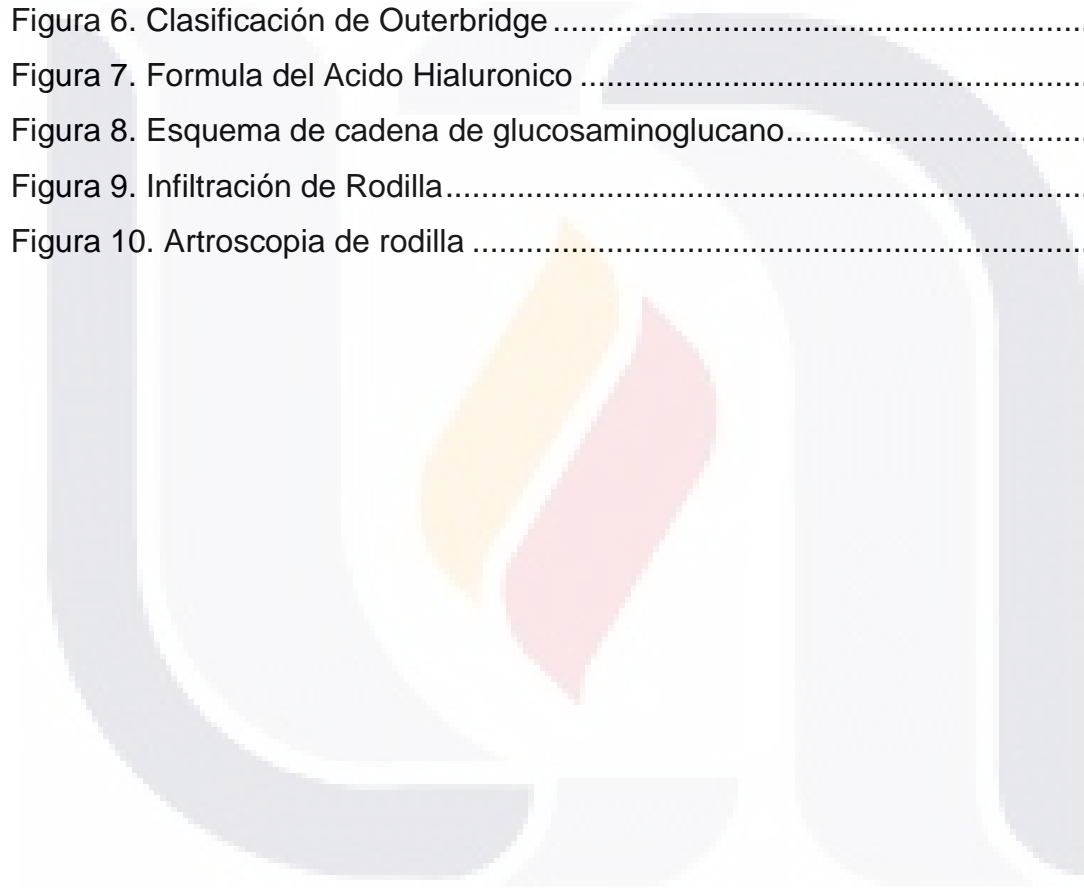 Figura 6. Clasificación de Outerbridge........................................................
Figura 7. Formula del Acido Hialuronico .....................................................
Figura 8. Esquema de cadena de glucosaminoglucano................................
Figura 9. Infiltración de Rodilla.....................................................................
Figura 10. Artroscopia de rodilla ..................................................................